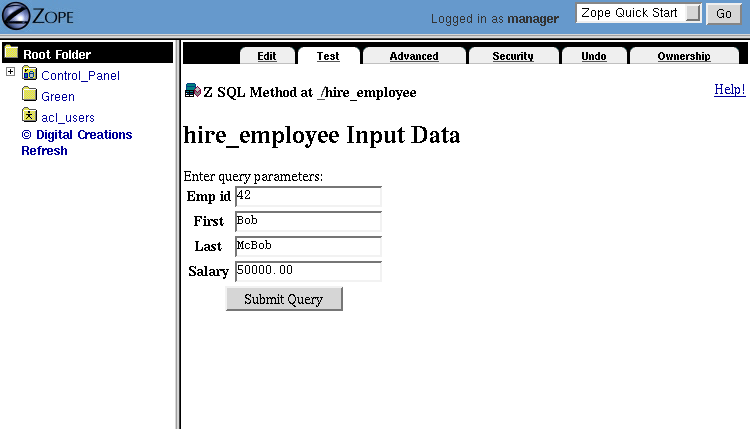 ZOPE
Logged in as manager
Zope Quick Start
Go
Root Folder
Control_Panel
Green
acl_users
© Digital Creations
Refresh
Edit Test Advanced Security Undo Ownership
Z SQL Method at /hire_employee
Help!
hire_employee Input Data
Enter query parameters:
Emp id 42
First Bob
Last McBob
Salary 50000.00
Submit Query